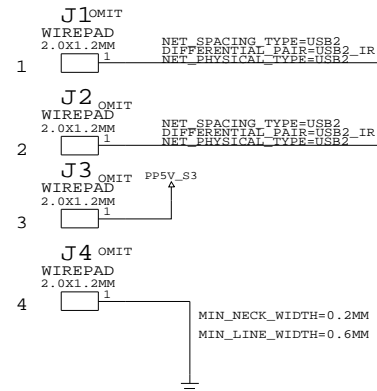 J1 OMIT
WIREPAD
2.0X1.2MM
1
1
NET_SPACING_TYPE=USB2
DIFFERENTIAL_PAIR=USB2_IR
NET_PHYSICAL_TYPE=USB2
J2 OMIT
WIREPAD
2.0X1.2MM
2
1
NET_SPACING_TYPE=USB2
DIFFERENTIAL_PAIR=USB2_IR
NET_PHYSICAL_TYPE=USB2
J3 OMIT
PP5V_S3
WIREPAD
2.0X1.2MM
3
1
J4 OMIT
WIREPAD
2.0X1.2MM
4
1
MIN_NECK_WIDTH=0.2MM
MIN_LINE_WIDTH=0.6MM